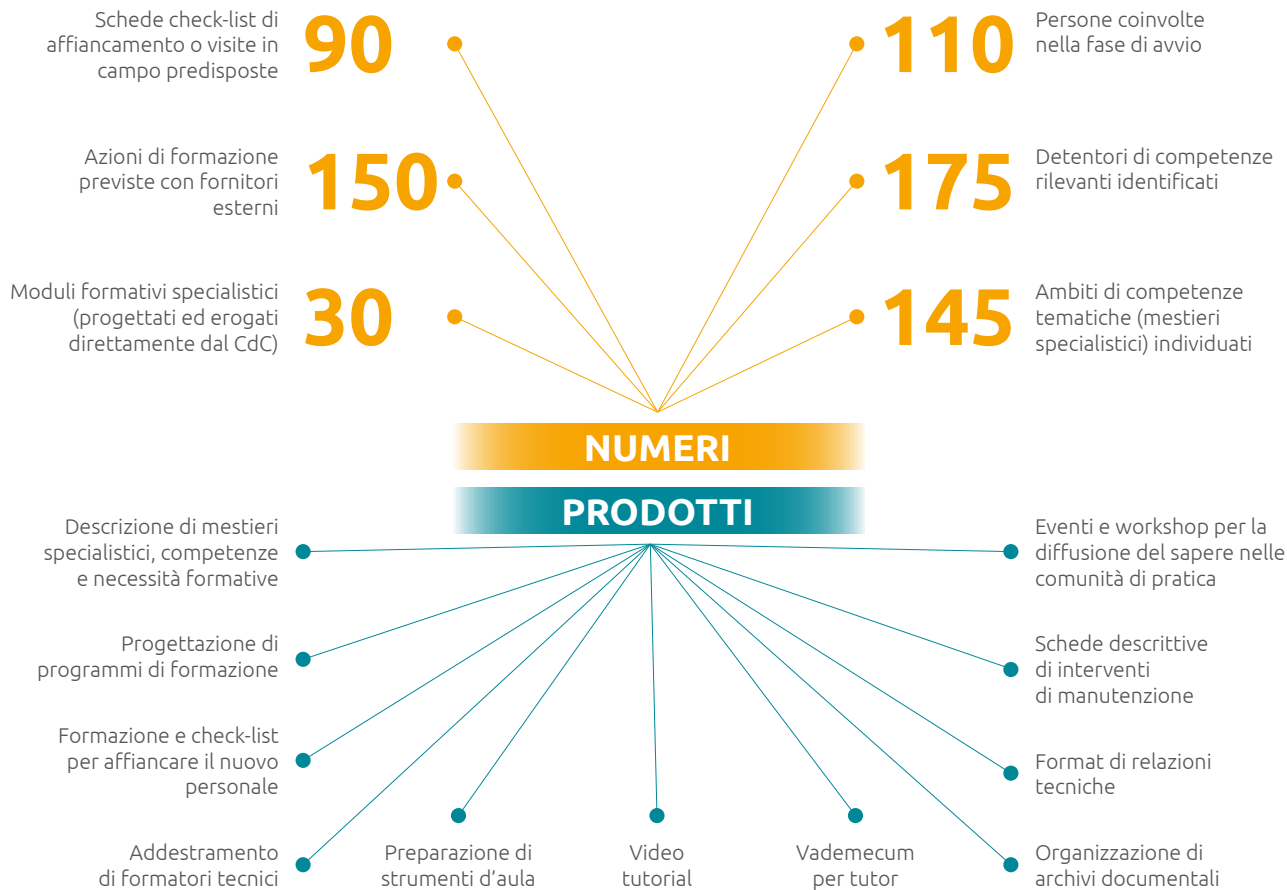 Schede check-list di
affiancamento o visite in
campo predisposte
90
110
Persone coinvolte
nella fase di avvio
Azioni di formazione
previste con fornitori
esterni
150
175
Detentori di competenze
rilevanti identificati
Moduli formativi specialistici
(progettati ed erogati
direttamente dal CdC)
30
145
Ambiti di competenze
tematiche (mestieri
specialistici) individuati
NUMERI
PRODOTTI
Descrizione di mestieri
specialistici, competenze
e necessità formative
Eventi e workshop per la
diffusione del sapere nelle
comunità di pratica
Progettazione di
programmi di formazione
Schede descrittive
di interventi
di manutenzione
Formazione e check-list
per affiancare il nuovo
personale
Format di relazioni
tecniche
Addestramento
di formatori tecnici
Preparazione di
strumenti d'aula
Video
tutorial
Vademecum
per tutor
Organizzazione di
archivi documentali